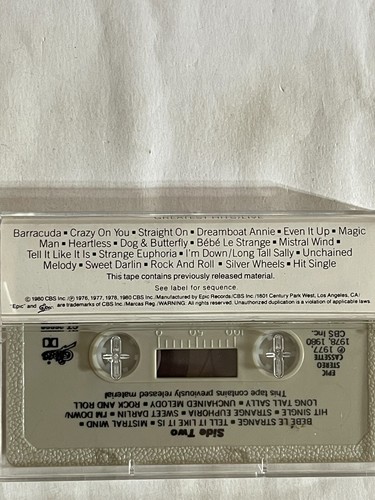 GREATEST HITS/LIVE
Barracuda ▪ Crazy On You ▪ Straight On ▪ Dreamboat Annie ▪ Even It Up ▪ Magic
Man ▪ Heartless ▪ Dog & Butterfly ▪ Bébé Le Strange ▪ Mistral Wind ▪
Tell It Like It Is ▪ Strange Euphoria ▪ I'm Down/Long Tall Sally ▪ Unchained
Melody ▪ Sweet Darlin ▪ Rock And Roll ▪ Silver Wheels ▪ Hit Single
This tape contains previously released material.
See label for sequence.
© 1980 CBS Inc./℗ 1976, 1977, 1978, 1980 CBS Inc./Manufactured by Epic Records/CBS Inc./1801 Century Park West, Los Angeles, CA/
"Epic" and Epic are trademarks of CBS Inc./Marcas Reg./WARNING: All rights reserved. Unauthorized duplication is a violation of applicable laws.
0 50 100
EPIC
STEREO
CASSETTE
℗ 1977,
1978, 1980
CBS Inc.
Side Two
BÉBÉ LE STRANGE ▪ TELL IT LIKE IT IS ▪ MISTRAL WIND ▪
HIT SINGLE ▪ STRANGE EUPHORIA ▪ SWEET DARLIN ▪ I'M DOWN/
LONG TALL SALLY ▪ UNCHAINED MELODY ▪ ROCK AND ROLL
This tape contains previously released material